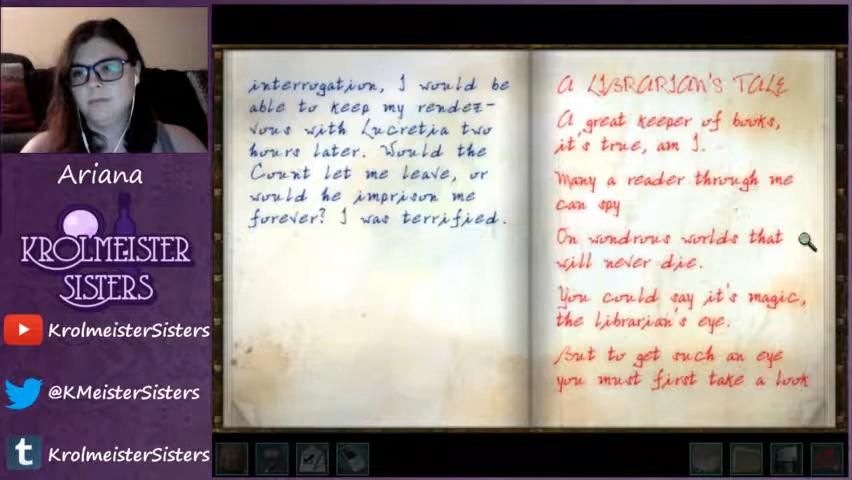 Ariana
KROLMEISTER
SISTERS
KrolmeisterSisters
@KMeisterSisters
KrolmeisterSisters
interrogation, I would be
able to keep my rendez-
vous with Lucretia two
hours later. Would the
Count let me leave, or
would he imprison me
forever? I was terrified.
A LIBRARIAN'S TALE
A great keeper of books,
it's true, am I.
Many a reader through me
can spy
On wondrous worlds that
will never die.
You could say it's magic,
the librarian's eye.
But to get such an eye
you must first take a look